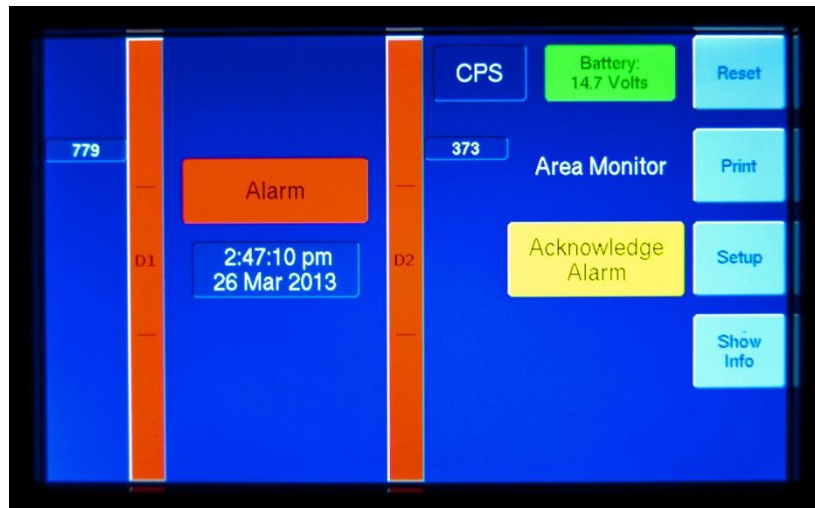 CPS
Battery:
14.7 Volts
Reset
779
373
Area Monitor
Print
Alarm
D1
2:47:10 pm
26 Mar 2013
D2
Acknowledge
Alarm
Setup
Show
Info